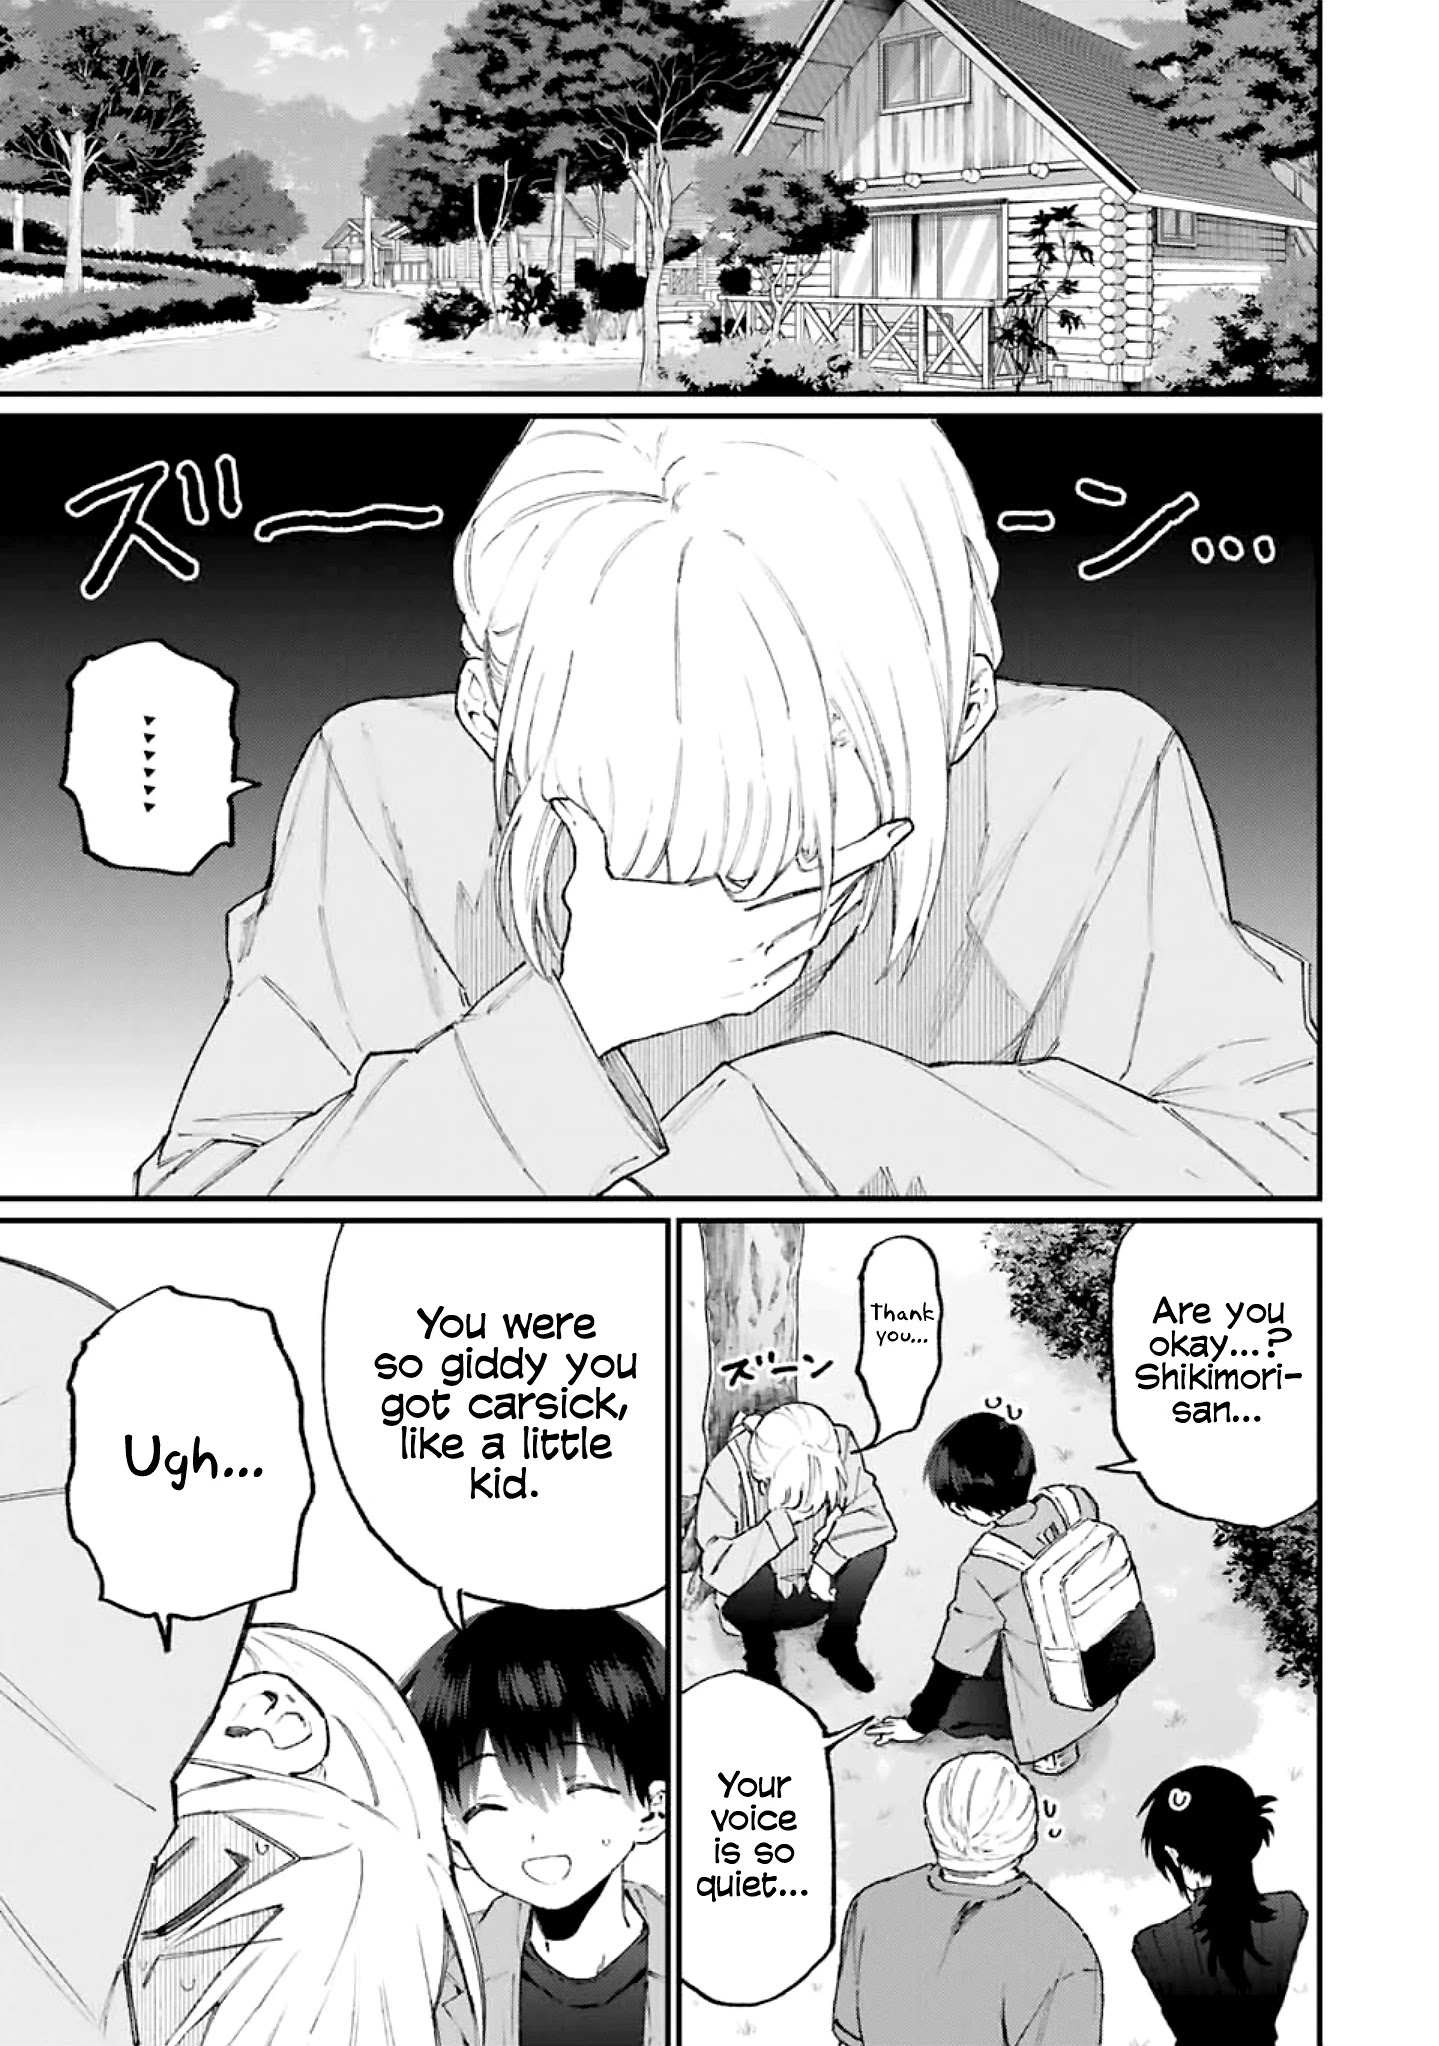 ズーーン...
Are you
okay...?
Shikimori-
san...
Thank
you...
ズーン
Your
voice
is so
quiet...
You were
so giddy you
got carsick,
like a little
kid.
Ugh...